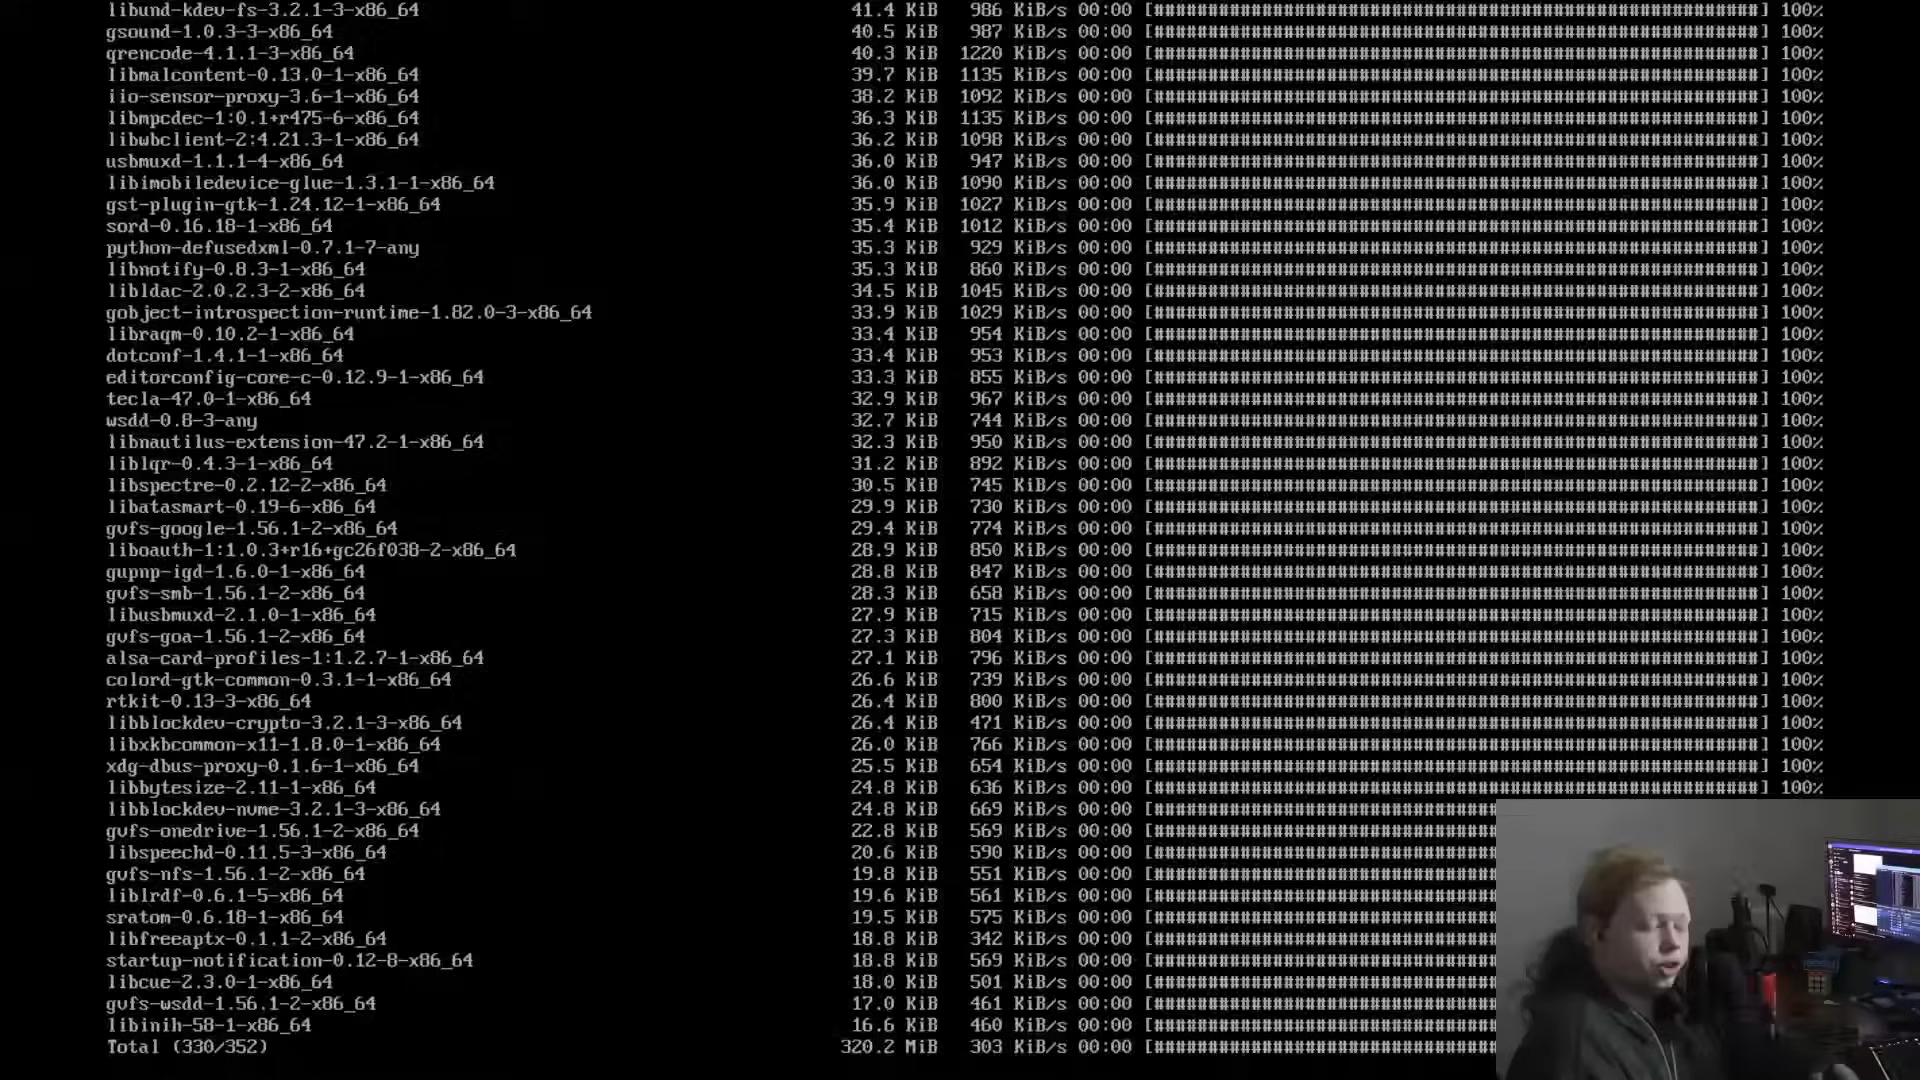 libund-kdev-fs-3.2.1-3-x86_64 41.4 KiB 986 KiB/s 00:00 [########################################################] 100%
gsound-1.0.3-3-x86_64 40.5 KiB 987 KiB/s 00:00 [########################################################] 100%
qrencode-4.1.1-3-x86_64 40.3 KiB 1220 KiB/s 00:00 [########################################################] 100%
libmalcontent-0.13.0-1-x86_64 39.7 KiB 1135 KiB/s 00:00 [########################################################] 100%
iio-sensor-proxy-3.6-1-x86_64 38.2 KiB 1092 KiB/s 00:00 [########################################################] 100%
libmpcdec-1:0.1+r475-6-x86_64 36.3 KiB 1135 KiB/s 00:00 [########################################################] 100%
libwbclient-2:4.21.3-1-x86_64 36.2 KiB 1098 KiB/s 00:00 [########################################################] 100%
usbmuxd-1.1.1-4-x86_64 36.0 KiB 947 KiB/s 00:00 [########################################################] 100%
libimobiledevice-glue-1.3.1-1-x86_64 36.0 KiB 1090 KiB/s 00:00 [########################################################] 100%
gst-plugin-gtk-1.24.12-1-x86_64 35.9 KiB 1027 KiB/s 00:00 [########################################################] 100%
sord-0.16.18-1-x86_64 35.4 KiB 1012 KiB/s 00:00 [########################################################] 100%
python-defusedxml-0.7.1-7-any 35.3 KiB 929 KiB/s 00:00 [########################################################] 100%
libnotify-0.8.3-1-x86_64 35.3 KiB 860 KiB/s 00:00 [########################################################] 100%
libldac-2.0.2.3-2-x86_64 34.5 KiB 1045 KiB/s 00:00 [########################################################] 100%
gobject-introspection-runtime-1.82.0-3-x86_64 33.9 KiB 1029 KiB/s 00:00 [########################################################] 100%
libraqm-0.10.2-1-x86_64 33.4 KiB 954 KiB/s 00:00 [########################################################] 100%
dotconf-1.4.1-1-x86_64 33.4 KiB 953 KiB/s 00:00 [########################################################] 100%
editorconfig-core-c-0.12.9-1-x86_64 33.3 KiB 855 KiB/s 00:00 [########################################################] 100%
tecla-47.0-1-x86_64 32.9 KiB 967 KiB/s 00:00 [########################################################] 100%
wsdd-0.8-3-any 32.7 KiB 744 KiB/s 00:00 [########################################################] 100%
libnautilus-extension-47.2-1-x86_64 32.3 KiB 950 KiB/s 00:00 [########################################################] 100%
liblqr-0.4.3-1-x86_64 31.2 KiB 892 KiB/s 00:00 [########################################################] 100%
libspectre-0.2.12-2-x86_64 30.5 KiB 745 KiB/s 00:00 [########################################################] 100%
libatasmart-0.19-6-x86_64 29.9 KiB 730 KiB/s 00:00 [########################################################] 100%
gvfs-google-1.56.1-2-x86_64 29.4 KiB 774 KiB/s 00:00 [########################################################] 100%
liboauth-1:1.0.3+r16+gc26f038-2-x86_64 28.9 KiB 850 KiB/s 00:00 [########################################################] 100%
gupnp-igd-1.6.0-1-x86_64 28.8 KiB 847 KiB/s 00:00 [########################################################] 100%
gvfs-smb-1.56.1-2-x86_64 28.3 KiB 658 KiB/s 00:00 [########################################################] 100%
libusbmuxd-2.1.0-1-x86_64 27.9 KiB 715 KiB/s 00:00 [########################################################] 100%
gvfs-goa-1.56.1-2-x86_64 27.3 KiB 804 KiB/s 00:00 [########################################################] 100%
alsa-card-profiles-1:1.2.7-1-x86_64 27.1 KiB 796 KiB/s 00:00 [########################################################] 100%
colord-gtk-common-0.3.1-1-x86_64 26.6 KiB 739 KiB/s 00:00 [########################################################] 100%
rtkit-0.13-3-x86_64 26.4 KiB 800 KiB/s 00:00 [########################################################] 100%
libblockdev-crypto-3.2.1-3-x86_64 26.4 KiB 471 KiB/s 00:00 [########################################################] 100%
libxkbcommon-x11-1.8.0-1-x86_64 26.0 KiB 766 KiB/s 00:00 [########################################################] 100%
xdg-dbus-proxy-0.1.6-1-x86_64 25.5 KiB 654 KiB/s 00:00 [########################################################] 100%
libbytesize-2.11-1-x86_64 24.8 KiB 636 KiB/s 00:00 [########################################################] 100%
libblockdev-nvme-3.2.1-3-x86_64 24.8 KiB 669 KiB/s 00:00 [################################
gvfs-onedrive-1.56.1-2-x86_64 22.8 KiB 569 KiB/s 00:00 [################################
libspeechd-0.11.5-3-x86_64 20.6 KiB 590 KiB/s 00:00 [################################
gvfs-nfs-1.56.1-2-x86_64 19.8 KiB 551 KiB/s 00:00 [################################
liblrdf-0.6.1-5-x86_64 19.6 KiB 561 KiB/s 00:00 [################################
sratom-0.6.18-1-x86_64 19.5 KiB 575 KiB/s 00:00 [################################
libfreeaptx-0.1.1-2-x86_64 18.8 KiB 342 KiB/s 00:00 [################################
startup-notification-0.12-8-x86_64 18.8 KiB 569 KiB/s 00:00 [################################
libcue-2.3.0-1-x86_64 18.0 KiB 501 KiB/s 00:00 [################################
gvfs-wsdd-1.56.1-2-x86_64 17.0 KiB 461 KiB/s 00:00 [################################
libinih-58-1-x86_64 16.6 KiB 460 KiB/s 00:00 [################################
Total (330/352) 320.2 MiB 303 KiB/s 00:00 [################################